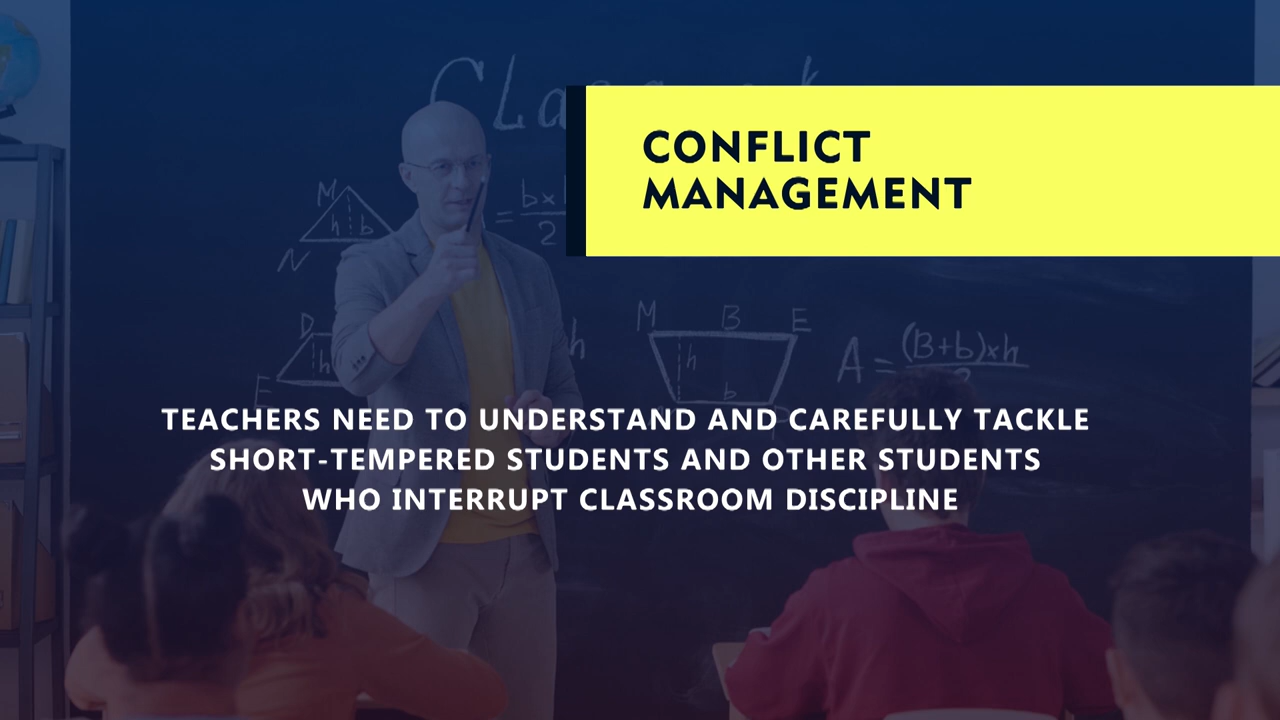 CONFLICT
MANAGEMENT
M
h b
N
B
M E
D
h
h
h
E
b
TEACHERS NEED TO UNDERSTAND AND CAREFULLY TACKLE
SHORT-TEMPERED STUDENTS AND OTHER STUDENTS
WHO INTERRUPT CLASSROOM DISCIPLINE